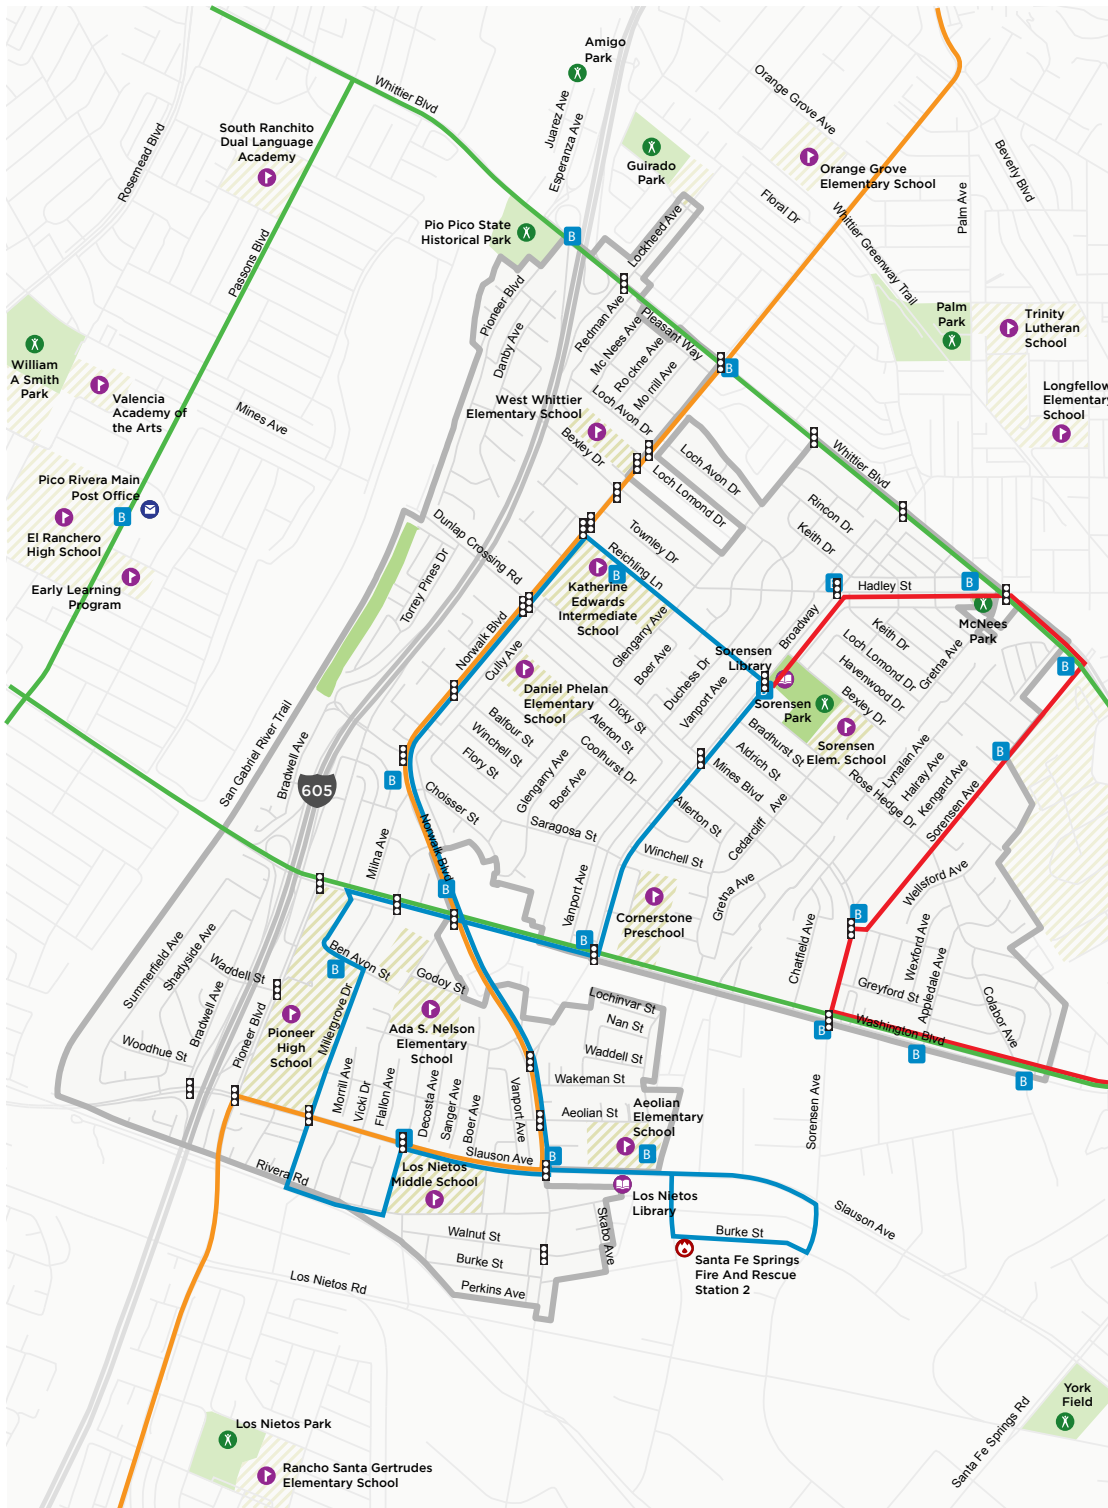 Amigo
Park
Whittier Blvd
Orange Grove Ave
Juarez Ave
Esperanza Ave
South Ranchito
Dual Language
Academy
Rosemead Blvd
Guirado
Park
Orange Grove
Elementary School
Beverly Blvd
Palm Ave
Floral Dr
Whittier Greenway Trail
Pio Pico State
Historical Park
Lockheed Ave
Passons Blvd
B
Pioneer Blvd
Redman Ave
Pleasant Way
Palm
Park
Trinity
Lutheran
School
Danby Ave
Mc Nees Ave
Rockne Ave
Morrill Ave
William
A Smith
Park
B
Valencia
Academy of
the Arts
Mines Ave
West Whittier
Elementary School
Loch Avon Dr
Longfellow
Elementary
School
Bexley Dr
Loch Avon Dr
Whittier Blvd
Loch Lomond Dr
Pico Rivera Main
Post Office
B
El Ranchero
High School
Rincon Dr
Keith Dr
Dunlap Crossing Rd
Townley Dr
Reichling Ln
Torrey Pines Dr
Early Learning
Program
Katherine
Edwards
Intermediate
School
B
B
Hadley St
B
McNees
Park
Norwalk Blvd
Cully Ave
Glengarry Ave
Boer Ave
Broadway
Keith Dr
Loch Lomond Dr
Havenwood Dr
Bexley Dr
Gretna Ave
Sorensen
Library
B
Duchess Dr
Vanport Ave
B
Sorensen
Park
Daniel Phelan
Elementary
School
Dicky St
Alerton St
Coolhurst Dr
Balfour St
Winchell St
Flory St
Bradhurst St
Aldrich St
Mines Blvd
Sorensen
Elem. School
Lynalan Ave
Halray Ave
Kengard Ave
Rose Hedge Dr
Sorensen Ave
B
San Gabriel River Trail
Bradwell Ave
605
B
Choisser St
Glengarry Ave
Boer Ave
Allerton St
Cedarcliff Ave
Norwalk Blvd
Saragosa St
Winchell St
Milna Ave
Wellsford Ave
B
Vanport Ave
Cornerstone
Preschool
Gretna Ave
B
B
Chatfield Ave
Wexford Ave
Appledale Ave
Summerfield Ave
Shadyside Ave
Waddell St
Ben Avon St
B
Godoy St
Greyford St
Colabor Ave
Bradwell Ave
Pioneer Blvd
Pioneer
High
School
Millergrove Dr
Ada S. Nelson
Elementary
School
Lochinvar St
Nan St
Washington Blvd
B
Woodhue St
Waddell St
Wakeman St
B
B
Morrill Ave
Vicki Dr
Flallon Ave
Decosta Ave
Sanger Ave
Boer Ave
Vanport Ave
Aeolian St
Aeolian
Elementary
School
Sorensen Ave
B
Slauson Ave
B
B
Rivera Rd
Los Nietos
Middle School
Los Nietos
Library
Slauson Ave
Walnut St
Burke St
Perkins Ave
Skabo Ave
Burke St
Santa Fe Springs
Fire And Rescue
Station 2
Los Nietos Rd
York
Field
Los Nietos Park
Santa Fe Springs Rd
Rancho Santa Gertrudes
Elementary School